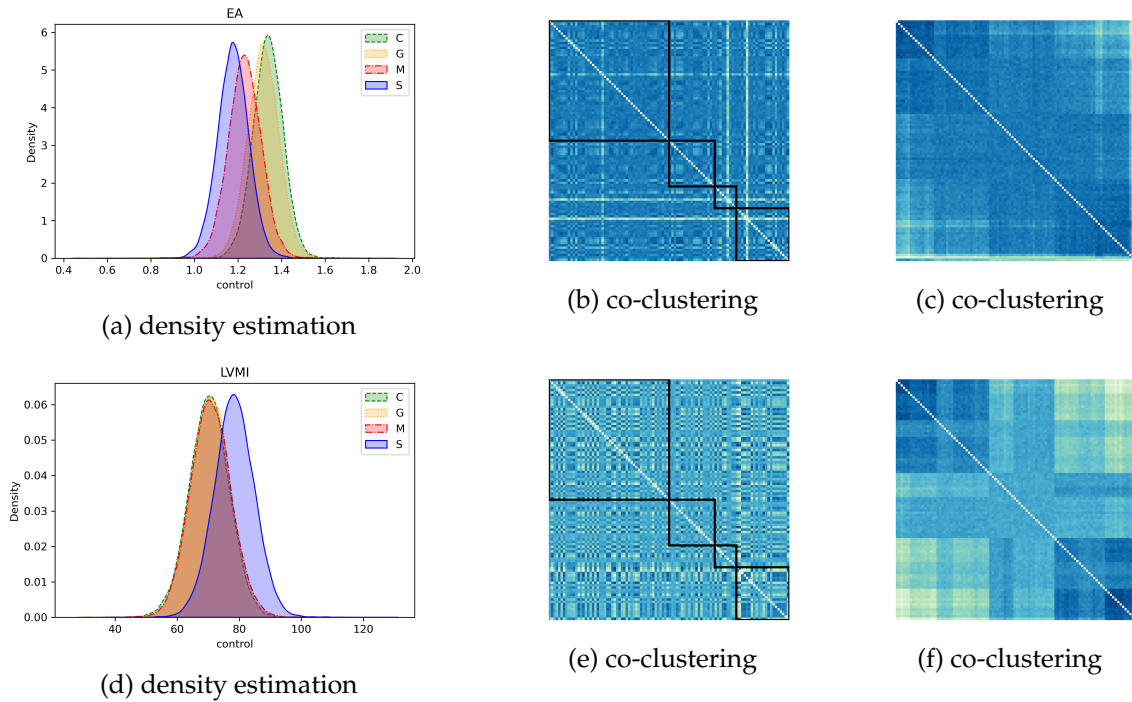 EA
6
5
4
3
2
1
0
Density
C
G
M
S
0.4 0.6 0.8 1.0 1.2 1.4 1.6 1.8 2.0
control
(a) density estimation
(b) co-clustering
(c) co-clustering
LVMI
0.06
0.05
0.04
0.03
0.02
0.01
0.00
Density
C
G
M
S
40 60 80 100 120
control
(d) density estimation
(e) co-clustering
(f) co-clustering